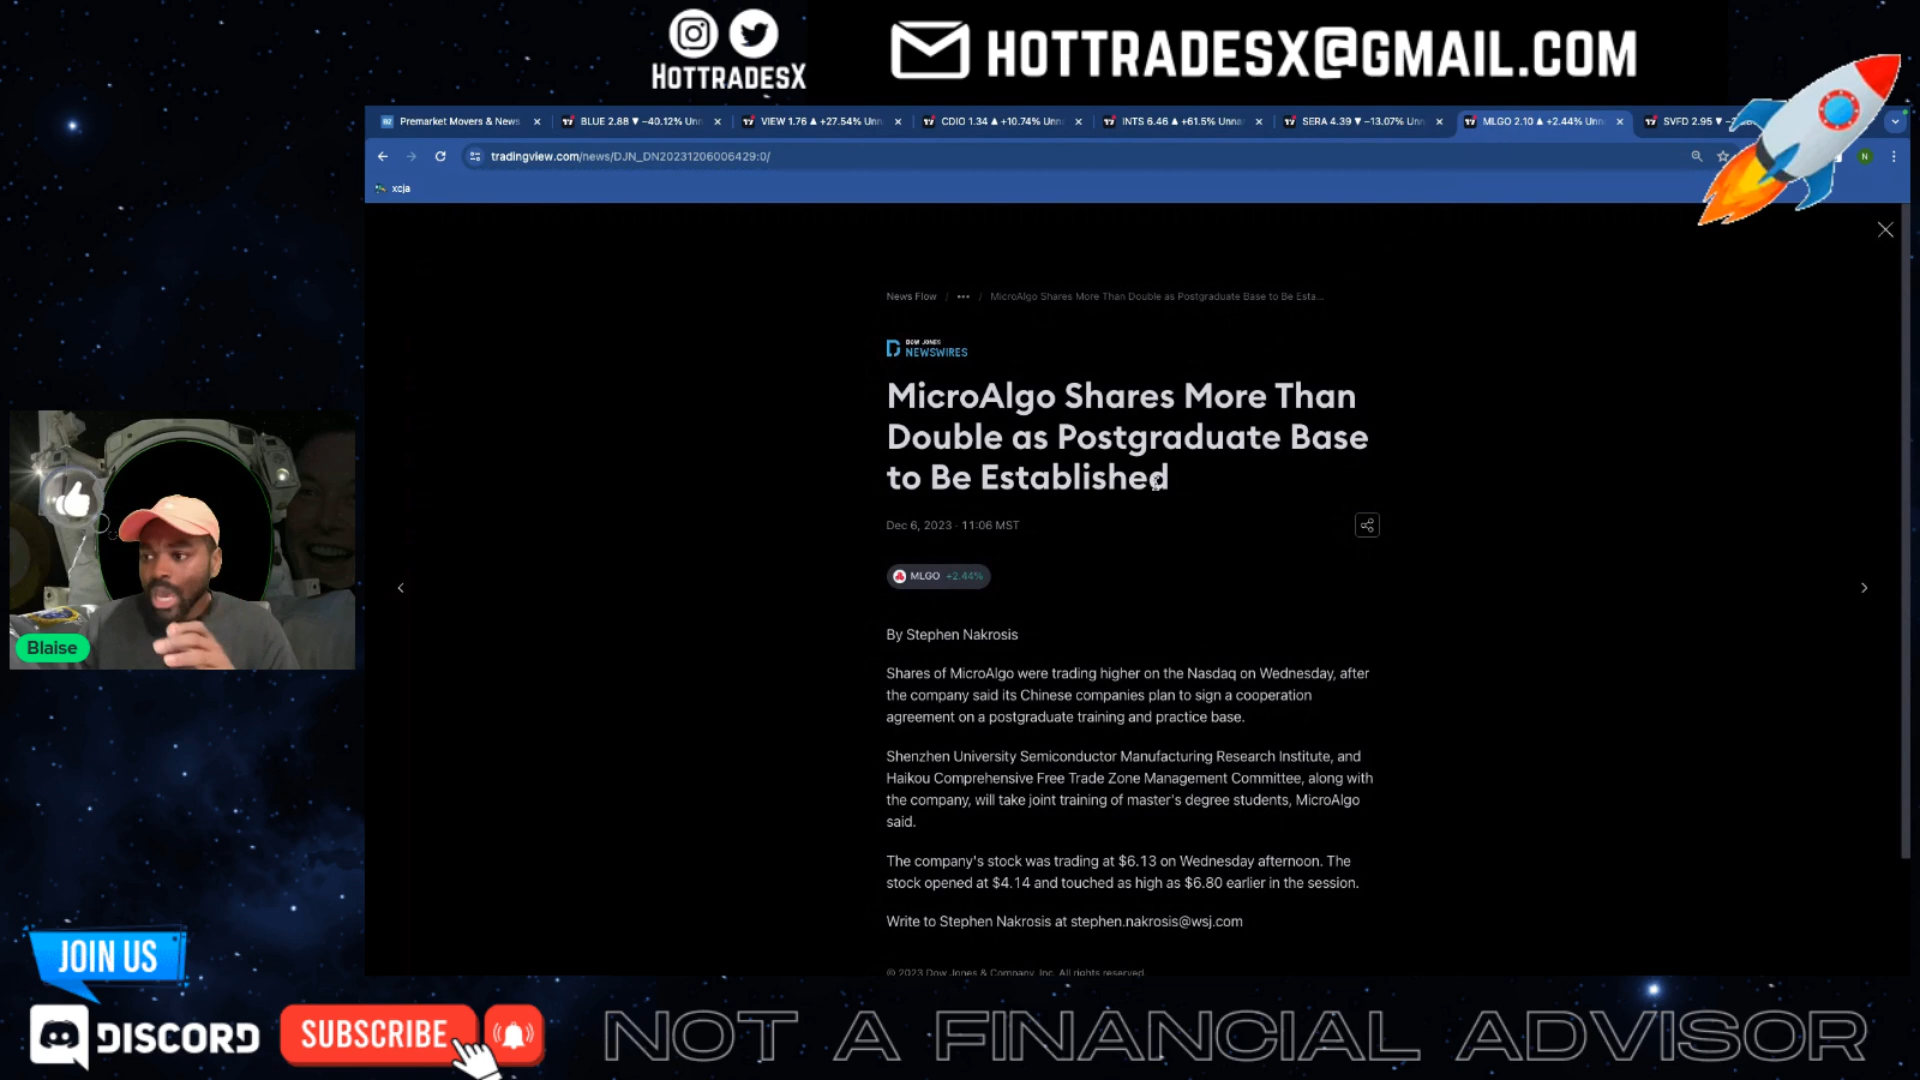 HOTTRADESX
HOTTRADESX@GMAIL.COM
Premarket Movers & News
BLUE 2.88 ▼ −40.12% Unn
VIEW 1.76 ▲ +27.54% Unn
CDIO 1.34 ▲ +10.74% Unn
INTS 6.46 ▲ +61.5% Unna
SERA 4.39 ▼ −13.07% Unn
MLGO 2.10 ▲ +2.44% Unn
SVFD 2.95 ▼
tradingview.com/news/DJN_DN20231206006429:0/
N
xcja
News Flow / ••• / MicroAlgo Shares More Than Double as Postgraduate Base to Be Esta...
DOW JONES
NEWSWIRES
MicroAlgo Shares More Than
Double as Postgraduate Base
to Be Established
Dec 6, 2023 · 11:06 MST
MLGO +2.44%
By Stephen Nakrosis
Shares of MicroAlgo were trading higher on the Nasdaq on Wednesday, after
the company said its Chinese companies plan to sign a cooperation
agreement on a postgraduate training and practice base.
Shenzhen University Semiconductor Manufacturing Research Institute, and
Haikou Comprehensive Free Trade Zone Management Committee, along with
the company, will take joint training of master's degree students, MicroAlgo
said.
The company's stock was trading at $6.13 on Wednesday afternoon. The
stock opened at $4.14 and touched as high as $6.80 earlier in the session.
Write to Stephen Nakrosis at stephen.nakrosis@wsj.com
© 2023 Dow Jones & Company, Inc. All rights reserved.
Blaise
JOIN US
DISCORD
SUBSCRIBE
NOT A FINANCIAL ADVISOR